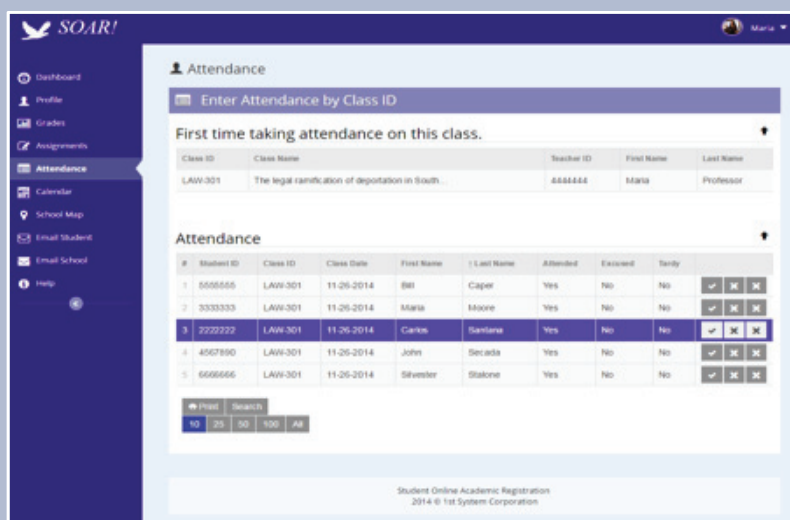 SOAR!
Maria
Dashboard
Profile
Grades
Assignments
Attendance
Calendar
School Map
Email Student
Email School
Help
Attendance
Enter Attendance by Class ID
First time taking attendance on this class.
Class ID Class Name Teacher ID First Name Last Name
LAW-301 The legal ramification of deportation in South... 4444444 Maria Professor
Attendance
# Student ID Class ID Class Date First Name Last Name Attended Excused Tardy
1 5555555 LAW-301 11-26-2014 Bill Caper Yes No No
2 3333333 LAW-301 11-26-2014 Maria Moore Yes No No
3 2222222 LAW-301 11-26-2014 Carlos Santana Yes No No
4 4567890 LAW-301 11-26-2014 John Secada Yes No No
5 6666666 LAW-301 11-26-2014 Silvester Stalone Yes No No
Print Search
10 25 50 100 All
Student Online Academic Registration
2014 © 1st System Corporation